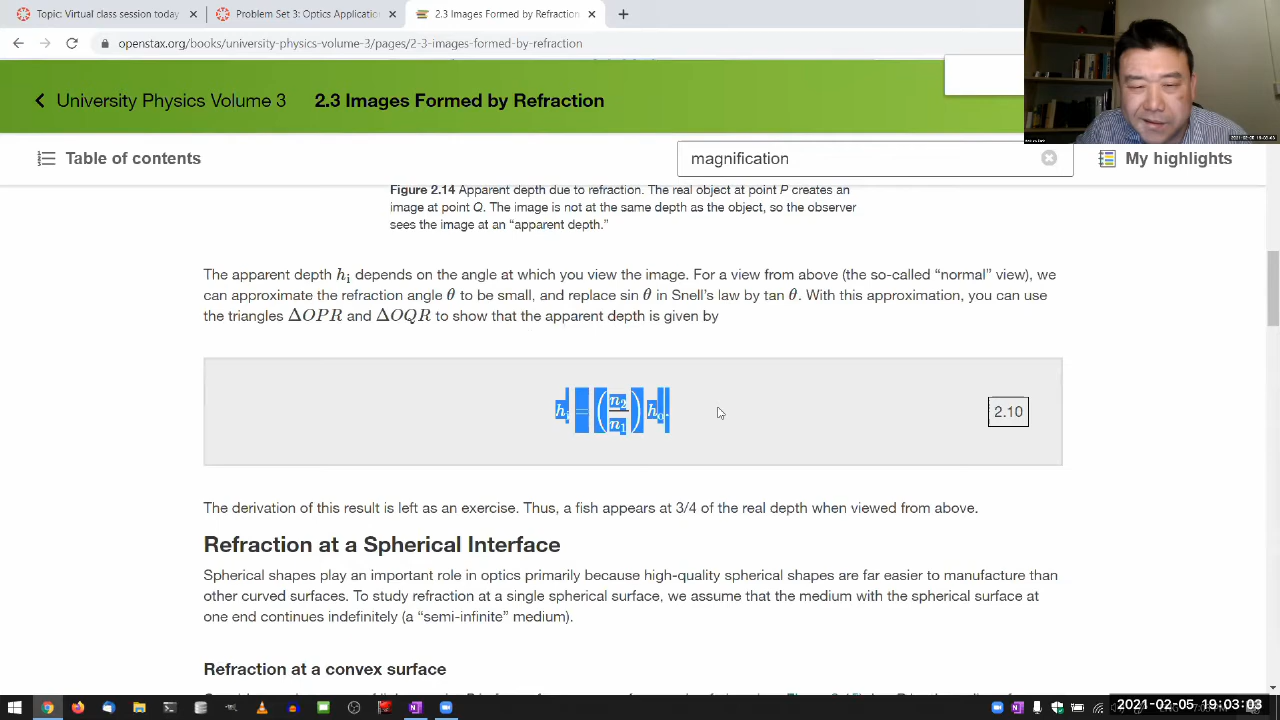 Topic: Virtual class session today
Problem Set 3: Optics Application
2.3 Images Formed by Refraction
openstax.org/books/university-physics-volume-3/pages/2-3-images-formed-by-refraction
University Physics Volume 3 2.3 Images Formed by Refraction
Table of contents
magnification
My highlights
Figure 2.14 Apparent depth due to refraction. The real object at point P creates an
image at point Q. The image is not at the same depth as the object, so the observer
sees the image at an “apparent depth.”
The apparent depth hᵢ depends on the angle at which you view the image. For a view from above (the so-called “normal” view), we
can approximate the refraction angle θ to be small, and replace sin θ in Snell’s law by tan θ. With this approximation, you can use
the triangles ΔOPR and ΔOQR to show that the apparent depth is given by
hᵢ = (n₂/n₁) hₒ.
2.10
The derivation of this result is left as an exercise. Thus, a fish appears at 3/4 of the real depth when viewed from above.
Refraction at a Spherical Interface
Spherical shapes play an important role in optics primarily because high-quality spherical shapes are far easier to manufacture than
other curved surfaces. To study refraction at a single spherical surface, we assume that the medium with the spherical surface at
one end continues indefinitely (a “semi-infinite” medium).
Refraction at a convex surface
2021-02-05 19:03:03